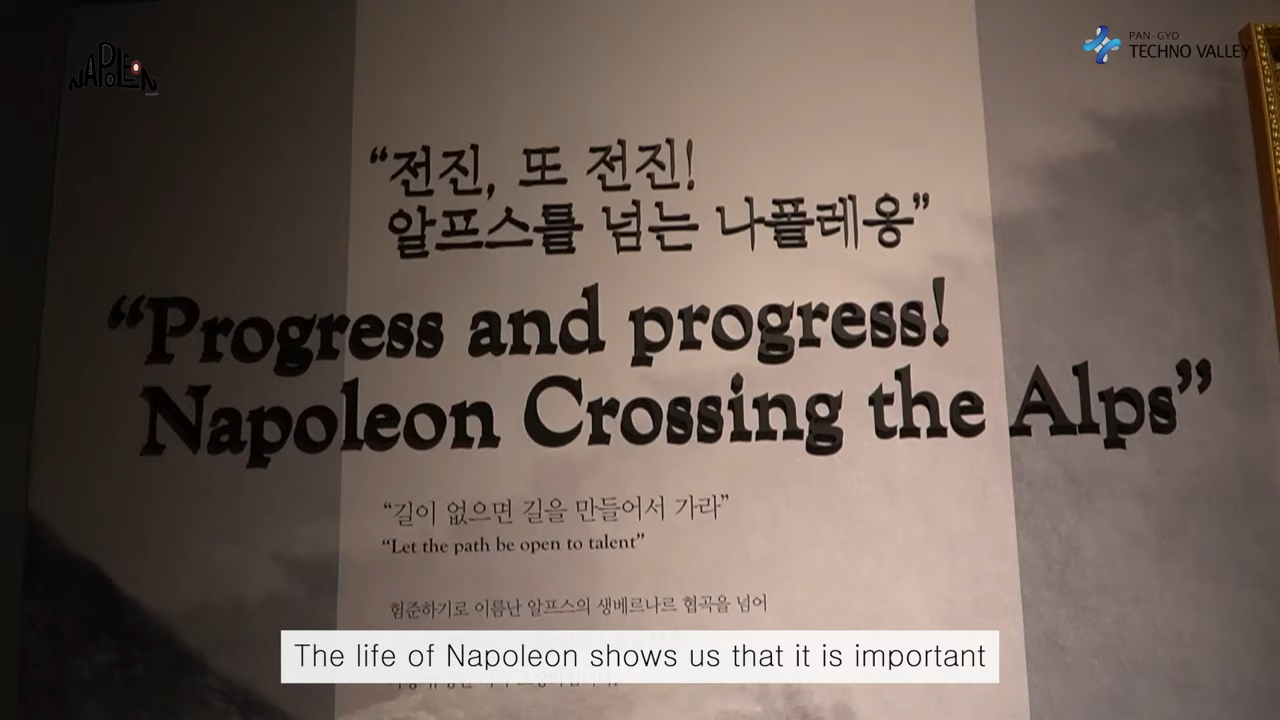 NAPOLEON
PAN-GYO
TECHNO VALLEY
“전진, 또 전진!
알프스를 넘는 나폴레옹”
“Progress and progress!
Napoleon Crossing the Alps”
“길이 없으면 길을 만들어서 가라”
“Let the path be open to talent”
험준하기로 이름난 알프스의 생베르나르 협곡을 넘어
The life of Napoleon shows us that it is important